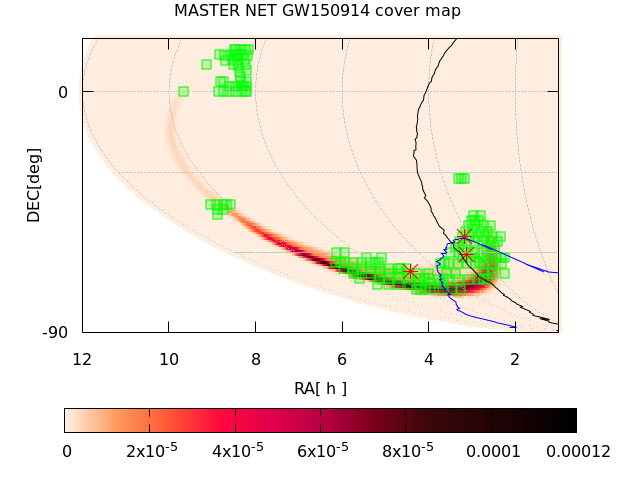 MASTER NET GW150914 cover map
0
DEC[deg]
-90
12 10 8 6 4 2
RA[ h ]
0 2x10⁻⁵ 4x10⁻⁵ 6x10⁻⁵ 8x10⁻⁵ 0.0001 0.00012